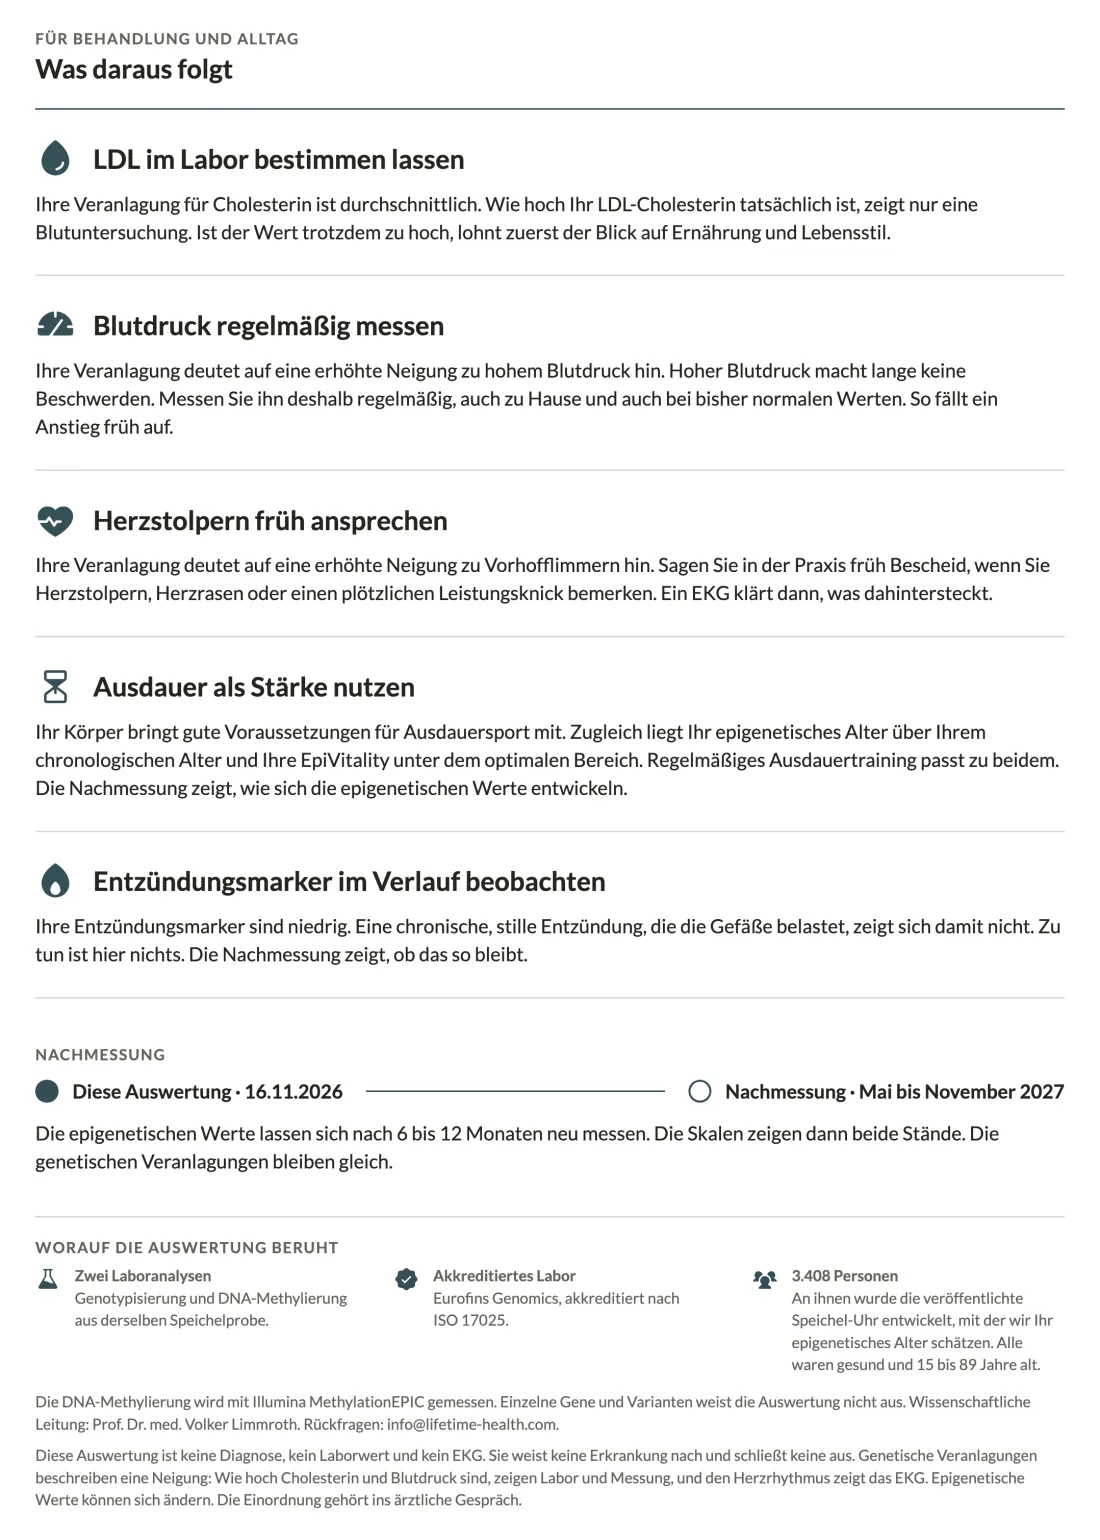 FÜR BEHANDLUNG UND ALLTAG
Was daraus folgt
LDL im Labor bestimmen lassen
Ihre Veranlagung für Cholesterin ist durchschnittlich. Wie hoch Ihr LDL-Cholesterin tatsächlich ist, zeigt nur eine
Blutuntersuchung. Ist der Wert trotzdem zu hoch, lohnt zuerst der Blick auf Ernährung und Lebensstil.
Blutdruck regelmäßig messen
Ihre Veranlagung deutet auf eine erhöhte Neigung zu hohem Blutdruck hin. Hoher Blutdruck macht lange keine
Beschwerden. Messen Sie ihn deshalb regelmäßig, auch zu Hause und auch bei bisher normalen Werten. So fällt ein
Anstieg früh auf.
Herzstolpern früh ansprechen
Ihre Veranlagung deutet auf eine erhöhte Neigung zu Vorhofflimmern hin. Sagen Sie in der Praxis früh Bescheid, wenn Sie
Herzstolpern, Herzrasen oder einen plötzlichen Leistungsknick bemerken. Ein EKG klärt dann, was dahintersteckt.
Ausdauer als Stärke nutzen
Ihr Körper bringt gute Voraussetzungen für Ausdauersport mit. Zugleich liegt Ihr epigenetisches Alter über Ihrem
chronologischen Alter und Ihre EpiVitality unter dem optimalen Bereich. Regelmäßiges Ausdauertraining passt zu beidem.
Die Nachmessung zeigt, wie sich die epigenetischen Werte entwickeln.
Entzündungsmarker im Verlauf beobachten
Ihre Entzündungsmarker sind niedrig. Eine chronische, stille Entzündung, die die Gefäße belastet, zeigt sich damit nicht. Zu
tun ist hier nichts. Die Nachmessung zeigt, ob das so bleibt.
NACHMESSUNG
Diese Auswertung · 16.11.2026
Nachmessung · Mai bis November 2027
Die epigenetischen Werte lassen sich nach 6 bis 12 Monaten neu messen. Die Skalen zeigen dann beide Stände. Die
genetischen Veranlagungen bleiben gleich.
WORAUF DIE AUSWERTUNG BERUHT
Zwei Laboranalysen
Genotypisierung und DNA-Methylierung
aus derselben Speichelprobe.
Akkreditiertes Labor
Eurofins Genomics, akkreditiert nach
ISO 17025.
3.408 Personen
An ihnen wurde die veröffentlichte
Speichel-Uhr entwickelt, mit der wir Ihr
epigenetisches Alter schätzen. Alle
waren gesund und 15 bis 89 Jahre alt.
Die DNA-Methylierung wird mit Illumina MethylationEPIC gemessen. Einzelne Gene und Varianten weist die Auswertung nicht aus. Wissenschaftliche
Leitung: Prof. Dr. med. Volker Limmroth. Rückfragen: info@lifetime-health.com.
Diese Auswertung ist keine Diagnose, kein Laborwert und kein EKG. Sie weist keine Erkrankung nach und schließt keine aus. Genetische Veranlagungen
beschreiben eine Neigung: Wie hoch Cholesterin und Blutdruck sind, zeigen Labor und Messung, und den Herzrhythmus zeigt das EKG. Epigenetische
Werte können sich ändern. Die Einordnung gehört ins ärztliche Gespräch.